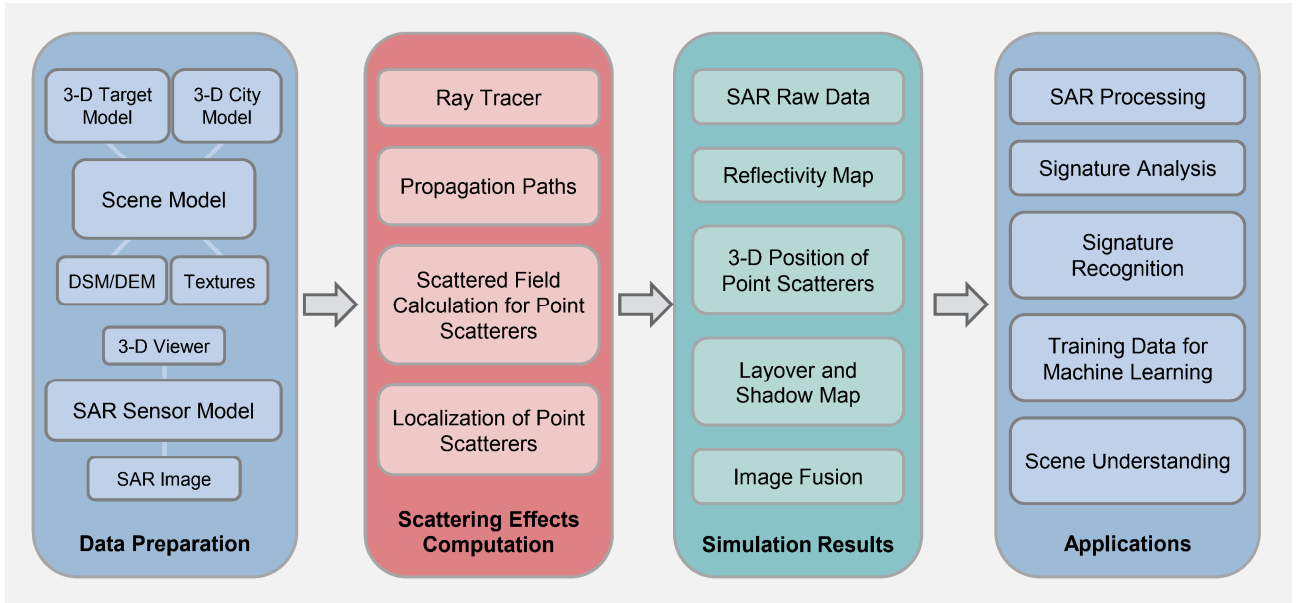 3-D Target
Model
3-D City
Model
Scene Model
DSM/DEM
Textures
3-D Viewer
SAR Sensor Model
SAR Image
Data Preparation
Ray Tracer
Propagation Paths
Scattered Field
Calculation for Point
Scatterers
Localization of Point
Scatterers
Scattering Effects
Computation
SAR Raw Data
Reflectivity Map
3-D Position of
Point Scatterers
Layover and
Shadow Map
Image Fusion
Simulation Results
SAR Processing
Signature Analysis
Signature
Recognition
Training Data for
Machine Learning
Scene Understanding
Applications